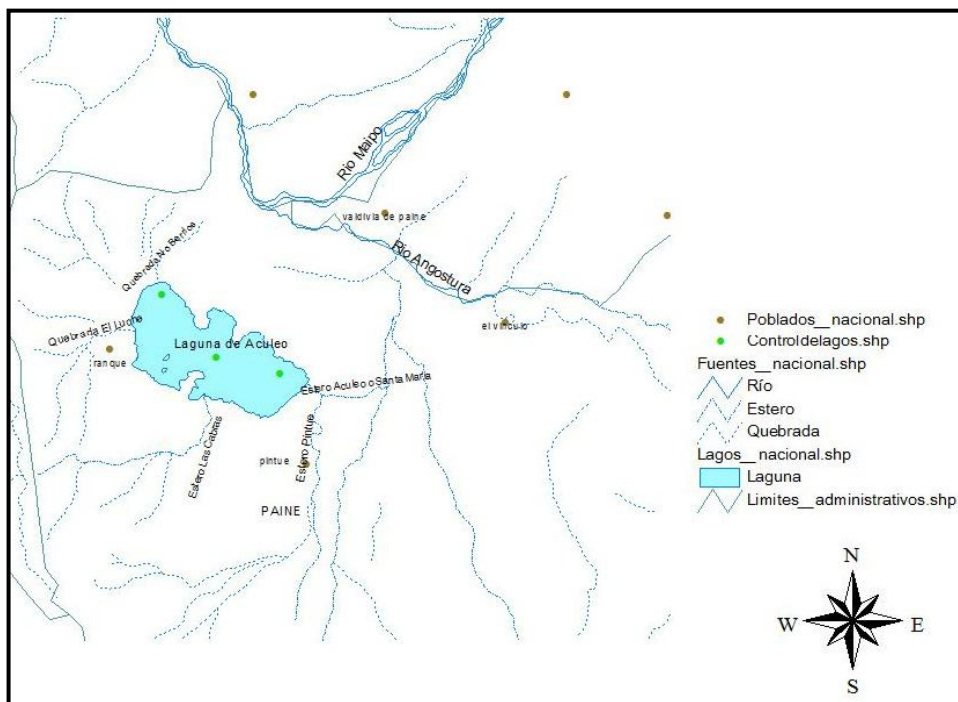 Rio Maipo
valdivia de paine
Rio Angostura
Quebrada No Berrios
Quebrada El Luche
ranque
Laguna de Aculeo
el vinculo
Estero Aculeo o Santa Maria
Estero Las Cabras
Estero Pintue
pintue
PAINE
Poblados__nacional.shp
Controldelagos.shp
Fuentes__nacional.shp
Río
Estero
Quebrada
Lagos__nacional.shp
Laguna
Limites__administrativos.shp
N
W
E
S